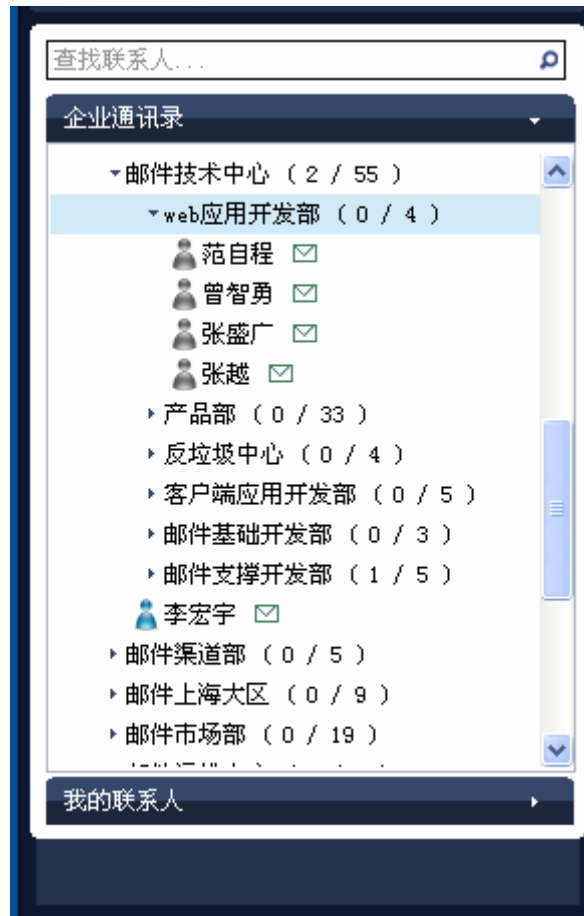 查找联系人...
企业通讯录
邮件技术中心 ( 2 / 55 )
web应用开发部 ( 0 / 4 )
范自程
曾智勇
张盛广
张越
产品部 ( 0 / 33 )
反垃圾中心 ( 0 / 4 )
客户端应用开发部 ( 0 / 5 )
邮件基础开发部 ( 0 / 3 )
邮件支撑开发部 ( 1 / 5 )
李宏宇
邮件渠道部 ( 0 / 5 )
邮件上海大区 ( 0 / 9 )
邮件市场部 ( 0 / 19 )
我的联系人